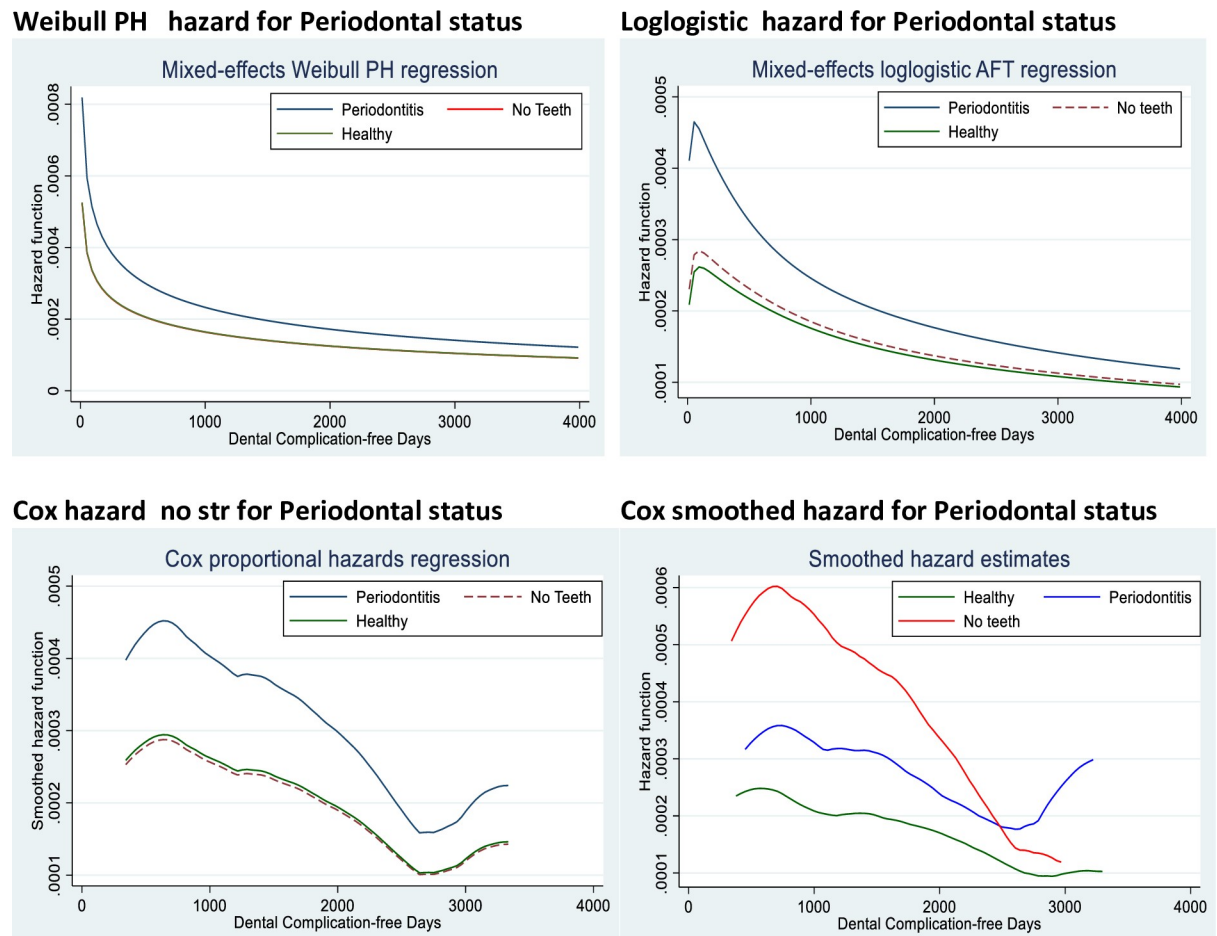 Weibull PH   hazard for Periodontal status
Mixed-effects Weibull PH regression
Periodontitis
No Teeth
Healthy
Hazard function
.0008
.0006
.0004
.0002
0
0 1000 2000 3000 4000
Dental Complication-free Days
Loglogistic  hazard for Periodontal status
Mixed-effects loglogistic AFT regression
Periodontitis
No teeth
Healthy
Hazard function
.0005
.0004
.0003
.0002
.0001
0 1000 2000 3000 4000
Dental Complication-free Days
Cox hazard  no str for Periodontal status
Cox proportional hazards regression
Periodontitis
No Teeth
Healthy
Smoothed hazard function
.0005
.0004
.0003
.0002
.0001
0 1000 2000 3000 4000
Dental Complication-free Days
Cox smoothed hazard for Periodontal status
Smoothed hazard estimates
Healthy
Periodontitis
No teeth
Hazard function
.0006
.0005
.0004
.0003
.0002
.0001
0 1000 2000 3000 4000
Dental Complication-free Days